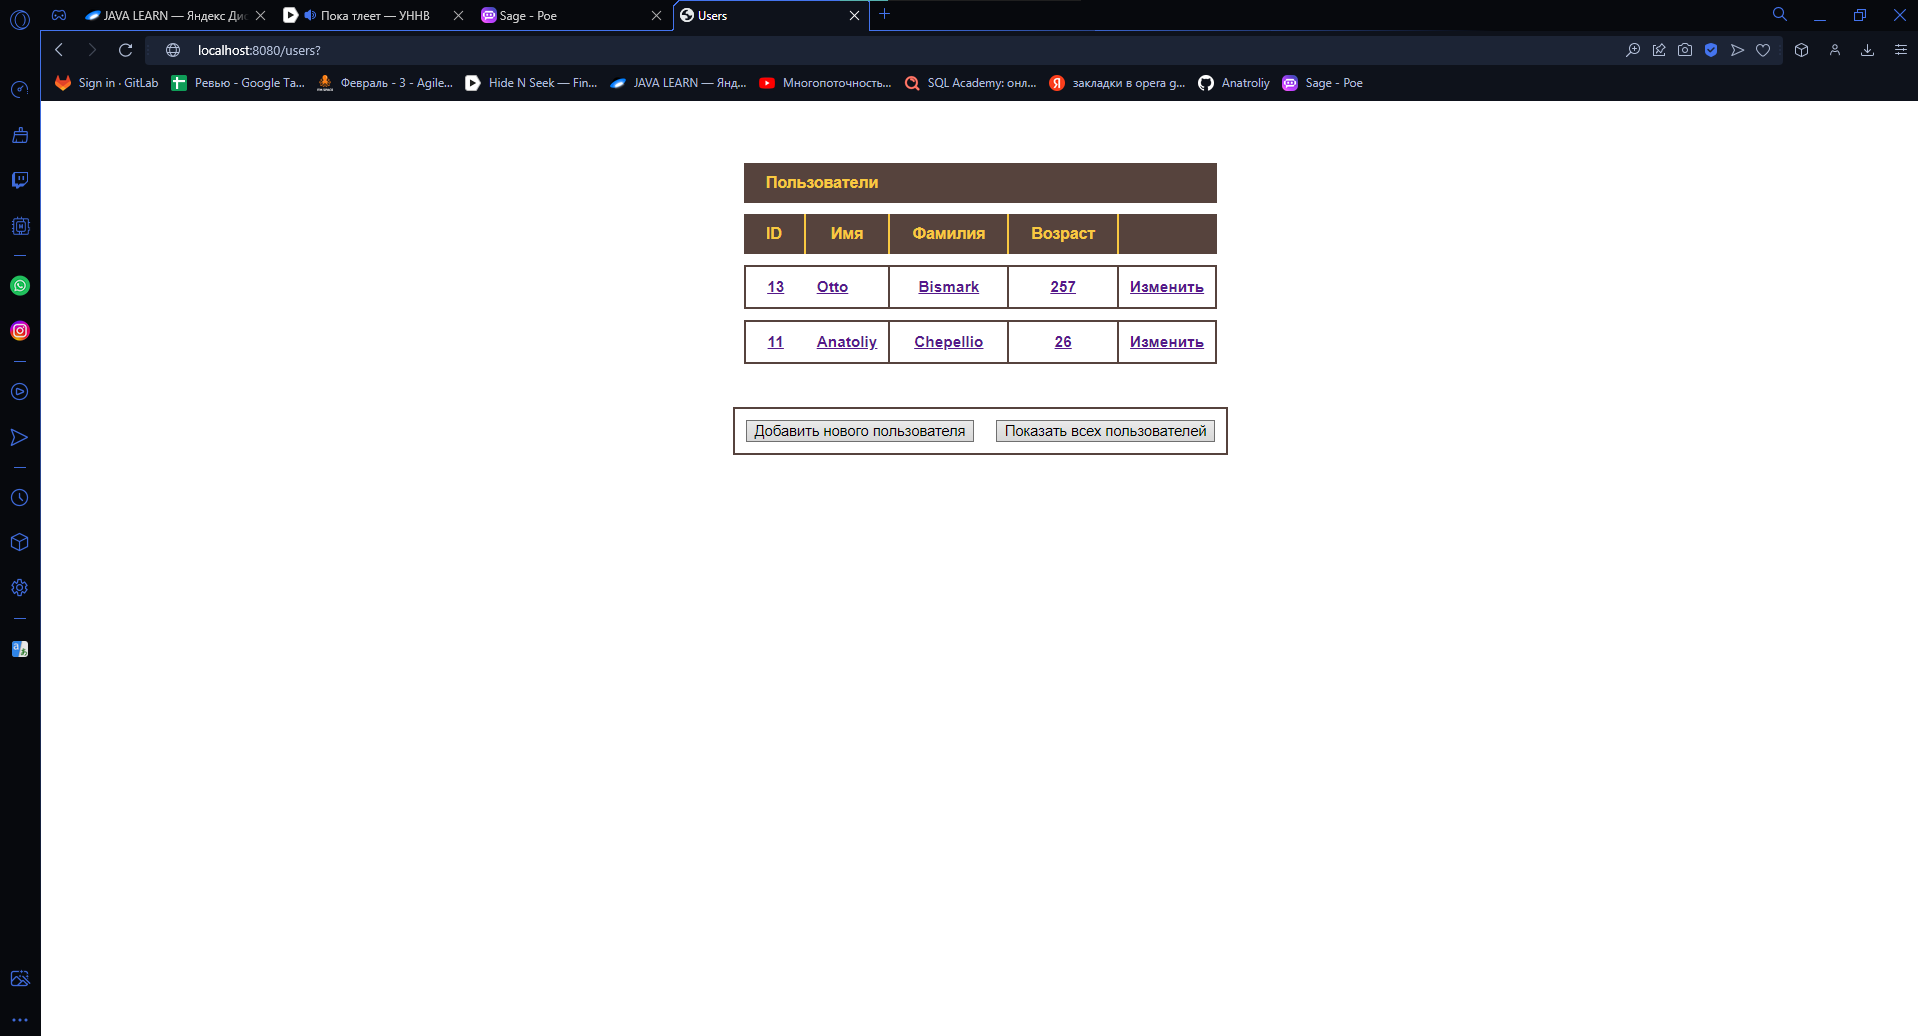 JAVA LEARN — Яндекс Дис
Пока тлеет — УННВ
Sage - Poe
Users
localhost:8080/users?
Sign in · GitLab
Ревью - Google Та...
Февраль - 3 - Agile...
Hide N Seek — Fin...
JAVA LEARN — Янд...
Многопоточность...
SQL Academy: онл...
закладки в opera g...
Anatroliy
Sage - Poe
Пользователи
ID Имя Фамилия Возраст
13 Otto Bismark 257 Изменить
11 Anatoliy Chepellio 26 Изменить
Добавить нового пользователя Показать всех пользователей